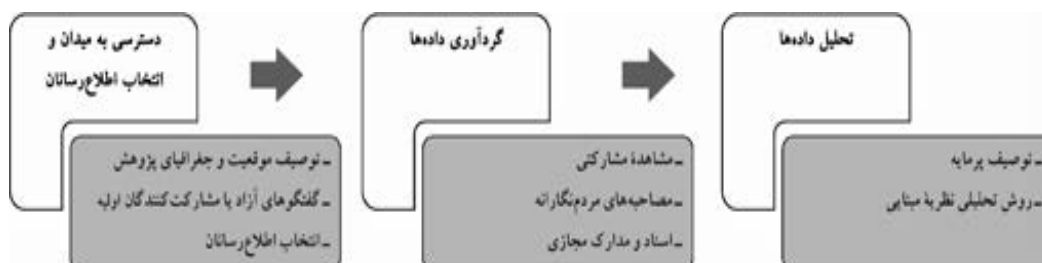 دسترسی به میدان و
انتخاب اطلاع‌رسانان
ـ توصیف موقعیت و جغرافیای پژوهش
ـ گفتگوهای آزاد با مشارکت‌کنندگان اولیه
ـ انتخاب اطلاع‌رسانان
گردآوری داده‌ها
ـ مشاهدهٔ مشارکتی
ـ مصاحبه‌های مردم‌نگارانه
ـ اسناد و مدارک مجازی
تحلیل داده‌ها
ـ توصیف پرمایه
ـ روش تحلیلی نظریهٔ مبنایی